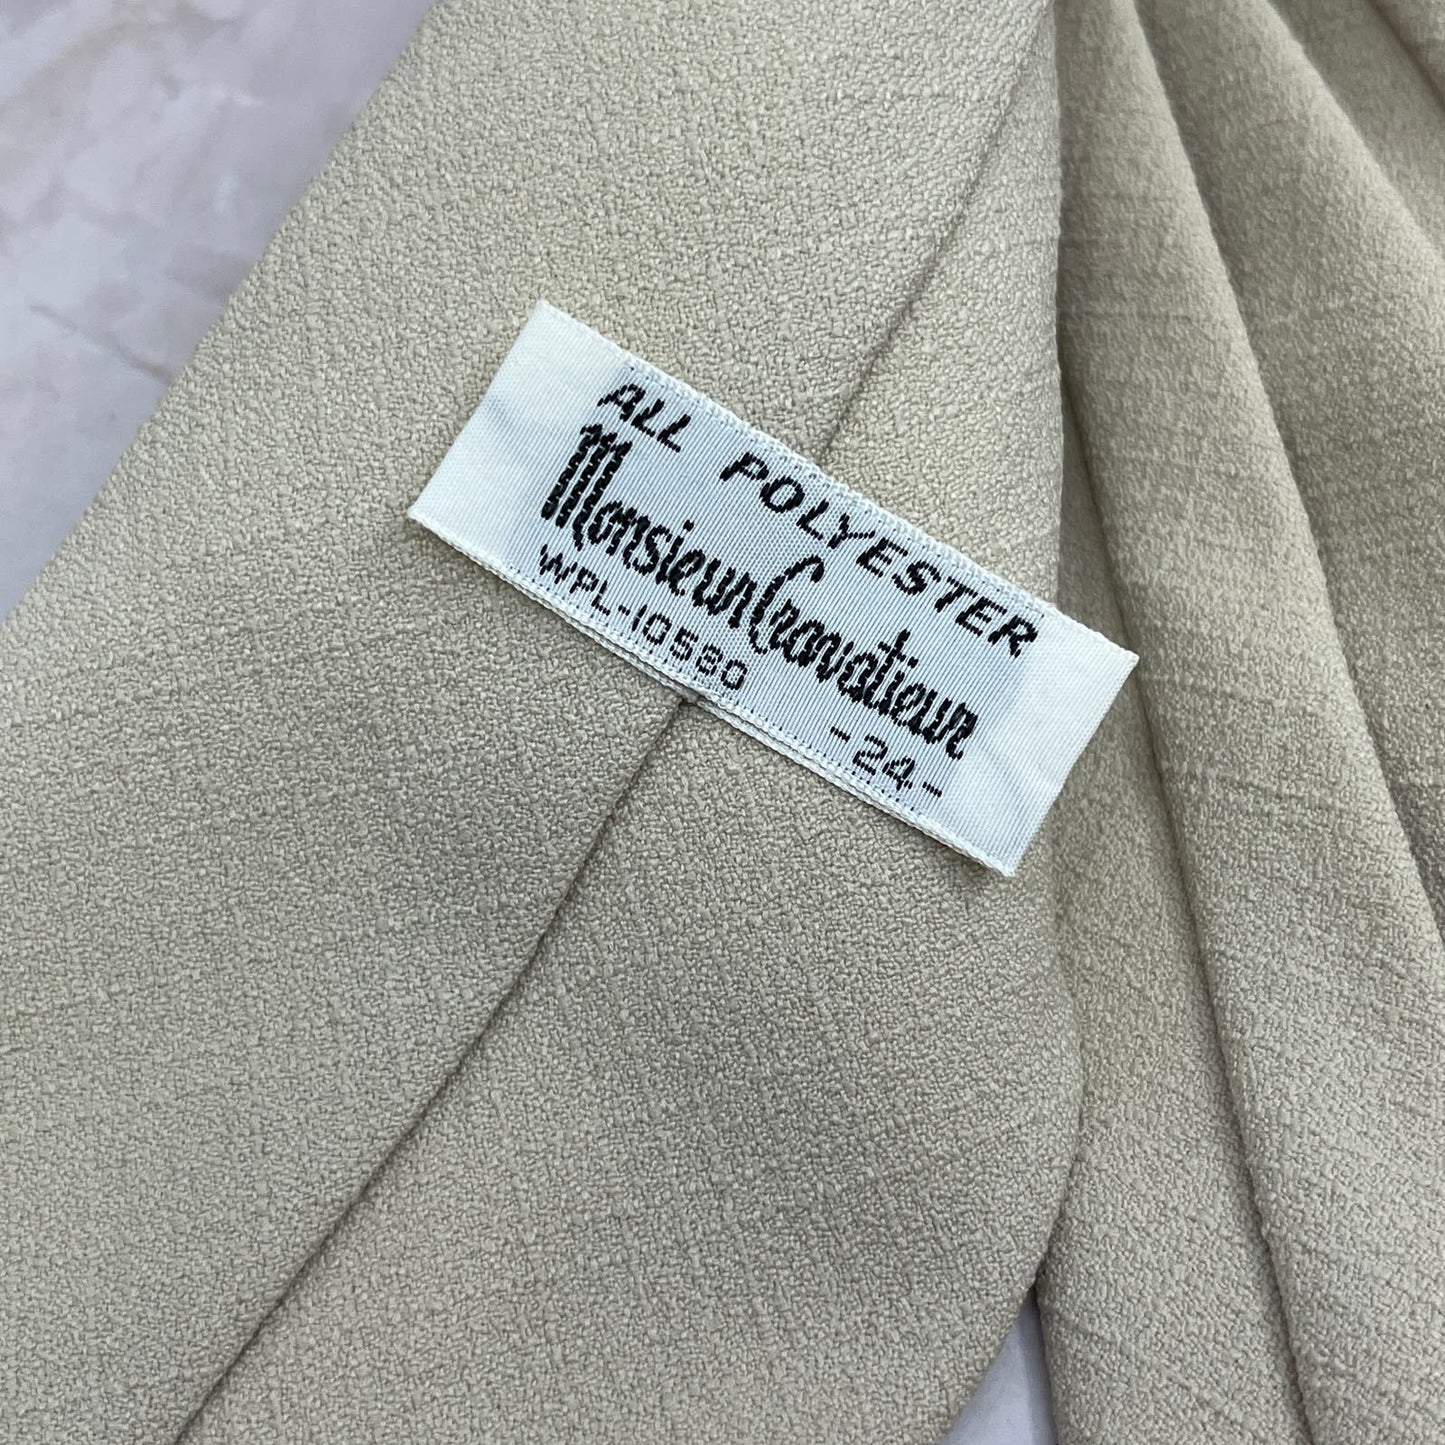 ALL POLYESTER
Monsieur Cravatieur
WPL-10580
-24-